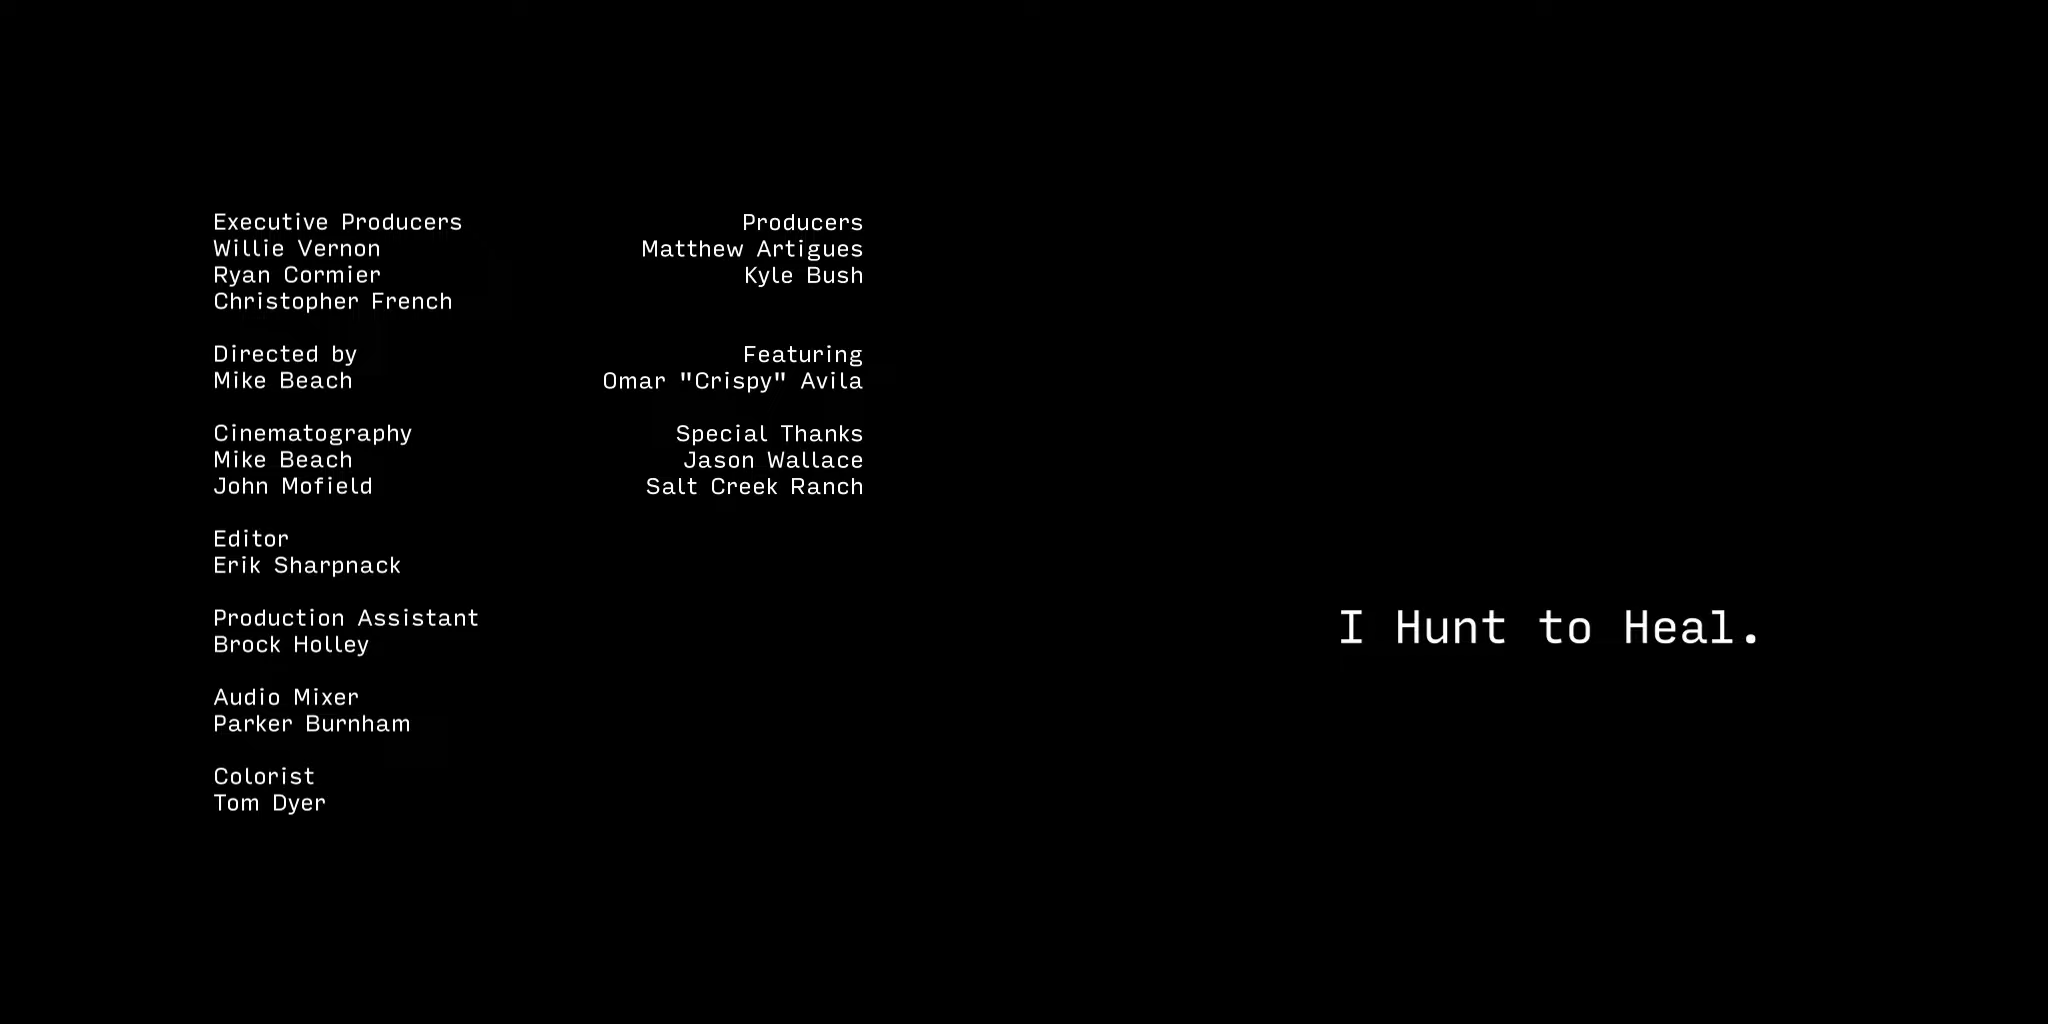 Executive Producers
Willie Vernon
Ryan Cormier
Christopher French
Directed by
Mike Beach
Cinematography
Mike Beach
John Mofield
Editor
Erik Sharpnack
Production Assistant
Brock Holley
Audio Mixer
Parker Burnham
Colorist
Tom Dyer
Producers
Matthew Artigues
Kyle Bush
Featuring
Omar "Crispy" Avila
Special Thanks
Jason Wallace
Salt Creek Ranch
I Hunt to Heal.